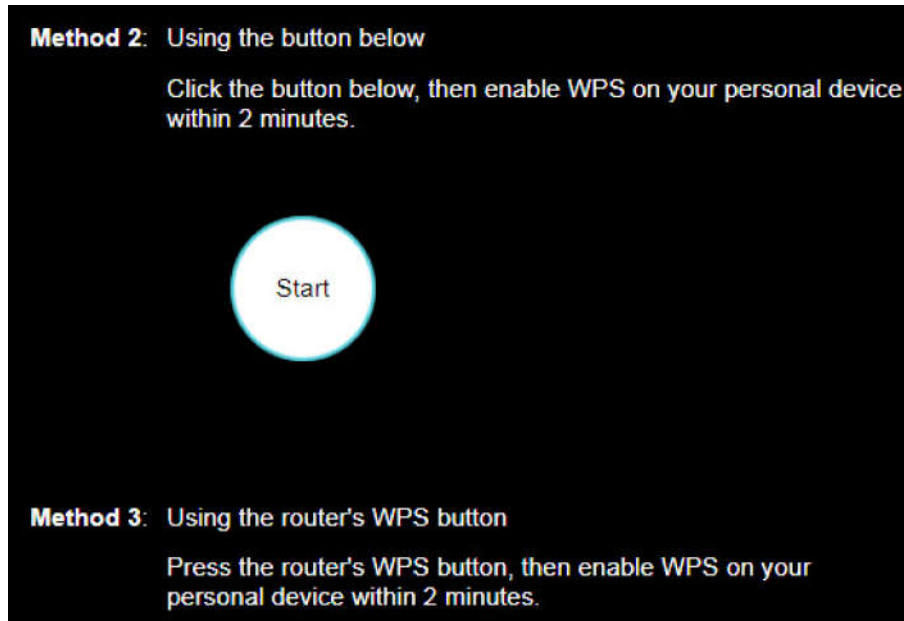 Method 2: Using the button below
Click the button below, then enable WPS on your personal device
within 2 minutes.
Start
Method 3: Using the router's WPS button
Press the router's WPS button, then enable WPS on your
personal device within 2 minutes.